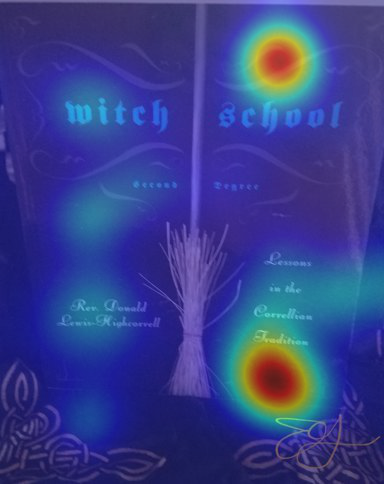 witch school
Second Degree
Lessons
in the
Correllian
Tradition
Rev. Donald
Lewis-Highcorrell